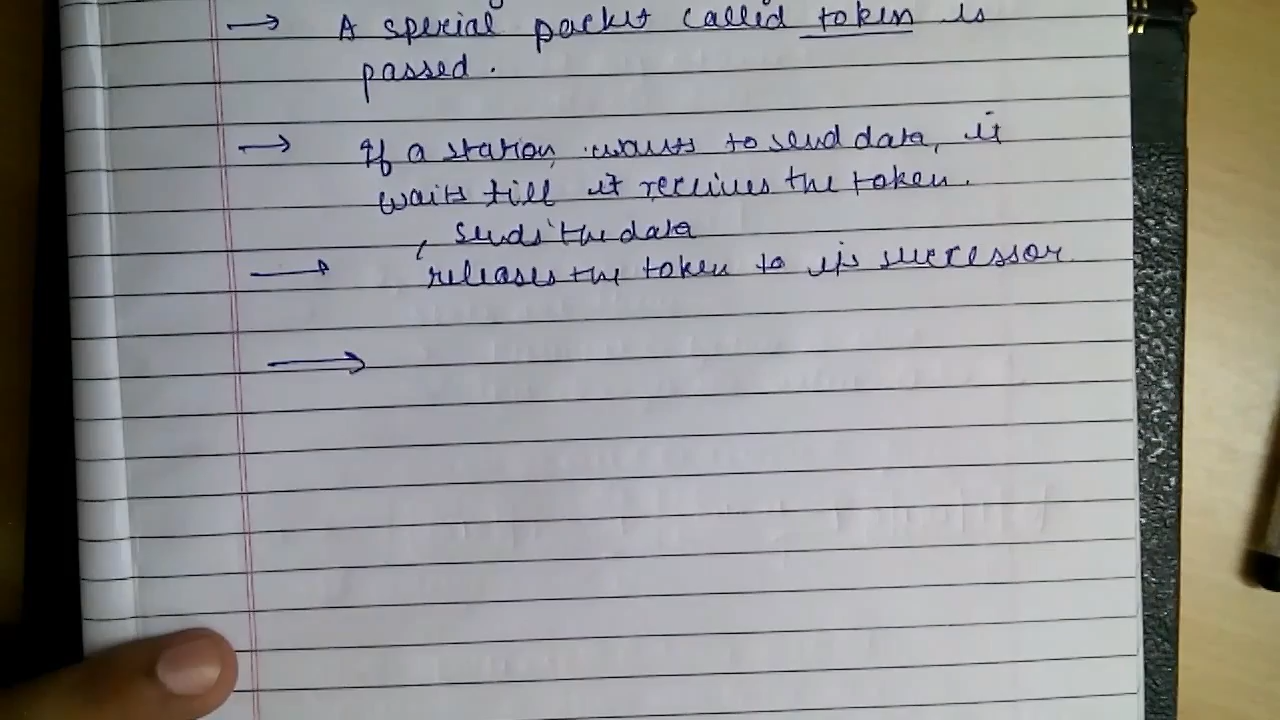 → A special packet called token is
passed.
→ If a station wants to send data, it
waits till it receives the token.
, sends the data
→ releases the token to its successor
→